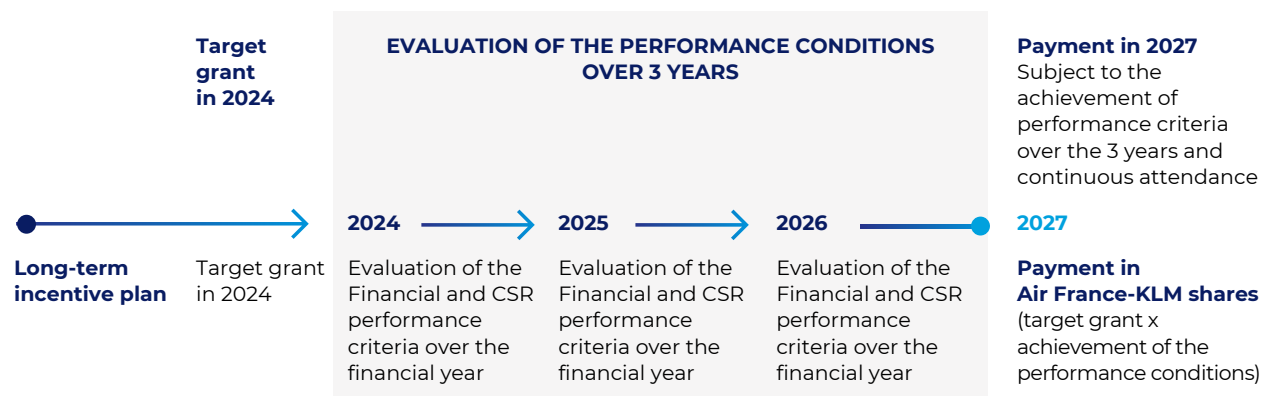 Target
grant
in 2024
EVALUATION OF THE PERFORMANCE CONDITIONS
OVER 3 YEARS
Payment in 2027
Subject to the
achievement of
performance criteria
over the 3 years and
continuous attendance
2024
2025
2026
2027
Long-term
incentive plan
Target grant
in 2024
Evaluation of the
Financial and CSR
performance
criteria over the
financial year
Evaluation of the
Financial and CSR
performance
criteria over the
financial year
Evaluation of the
Financial and CSR
performance
criteria over the
financial year
Payment in
Air France-KLM shares
(target grant x
achievement of the
performance conditions)